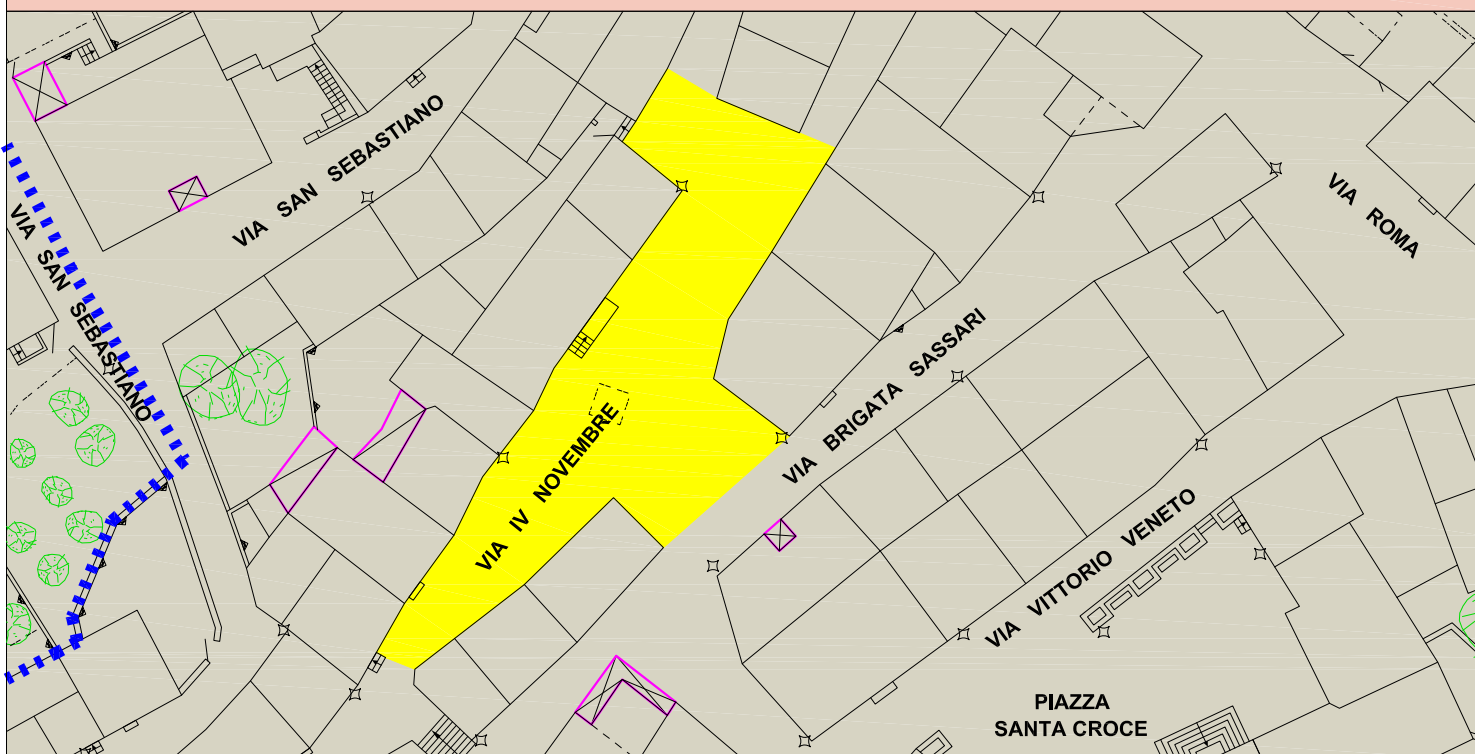 VIA SAN SEBASTIANO
VIA SAN SEBASTIANO
VIA ROMA
VIA BRIGATA SASSARI
VIA IV NOVEMBRE
VIA VITTORIO VENETO
PIAZZA
SANTA CROCE